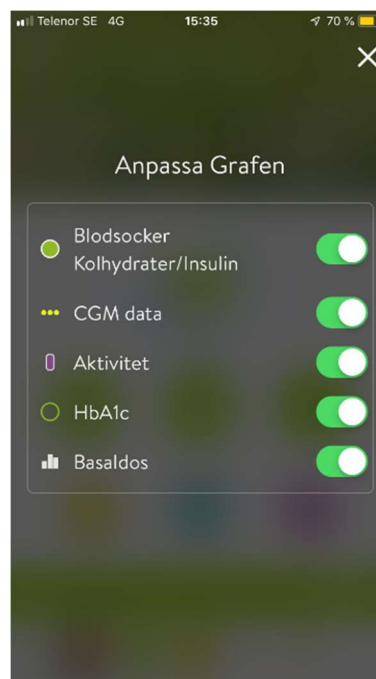 Telenor SE 4G 15:35 70 %
Anpassa Grafen
Blodsocker
Kolhydrater/Insulin
CGM data
Aktivitet
HbA1c
Basaldos